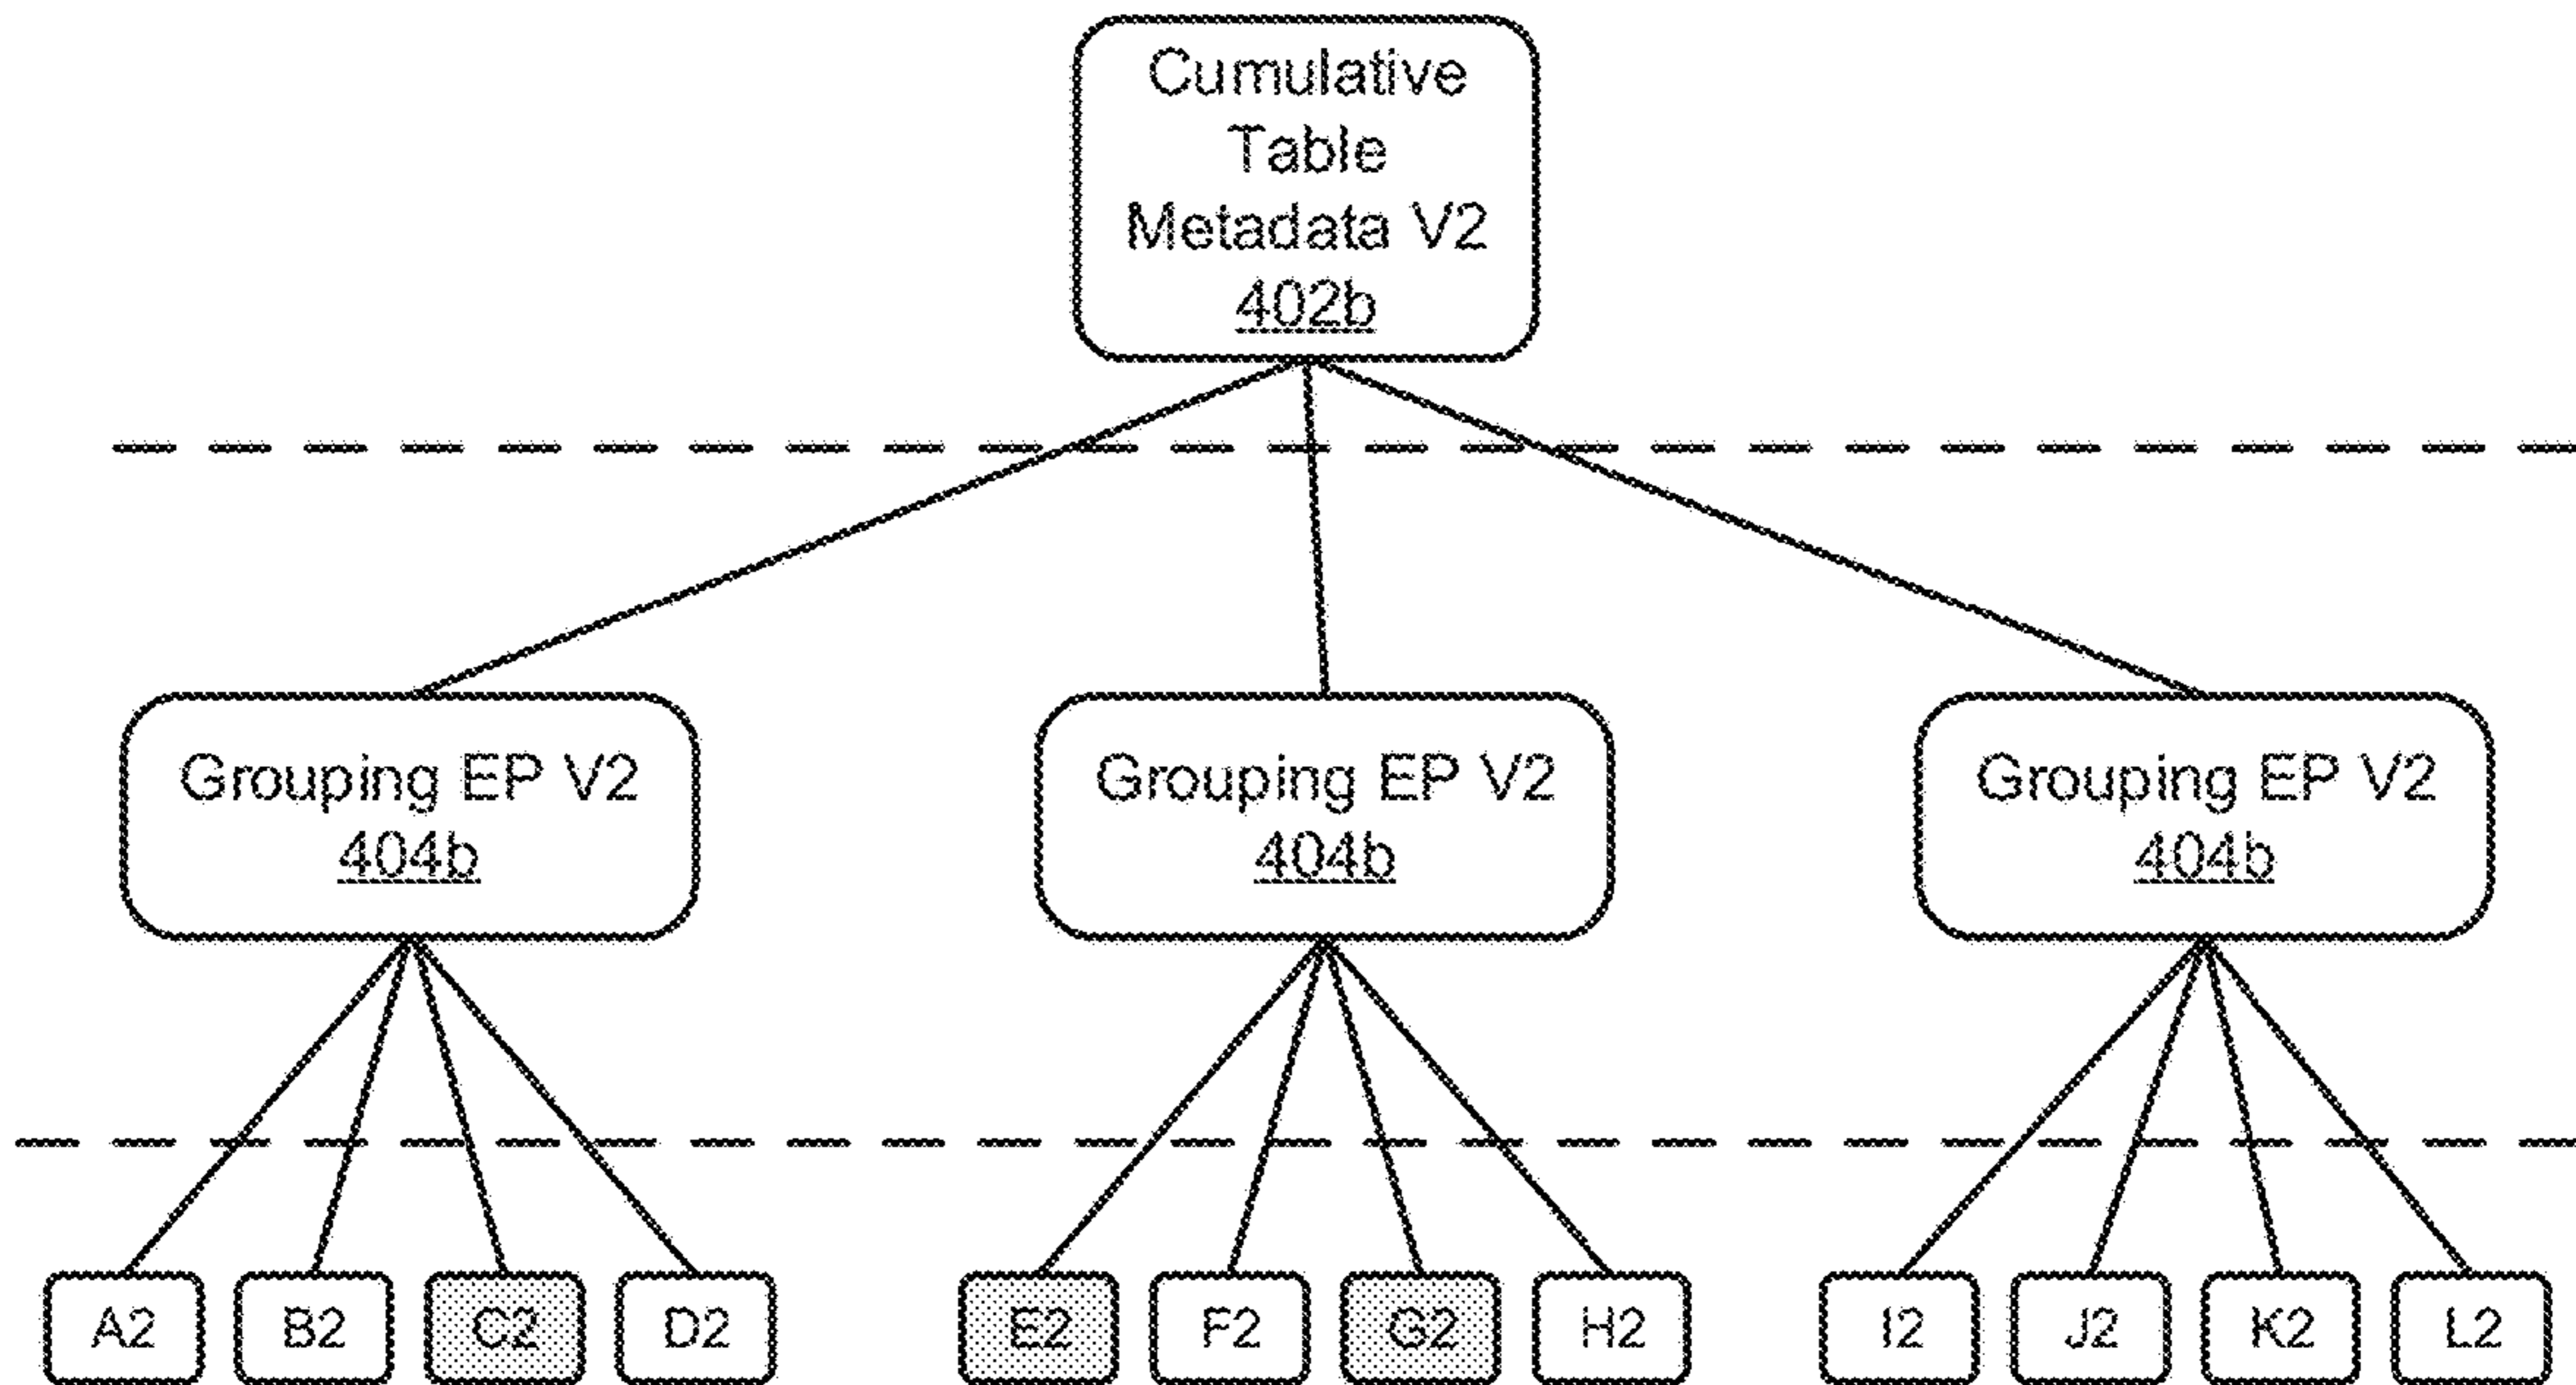 Cumulative
Table
Metadata V2
402b
Grouping EP V2
404b
Grouping EP V2
404b
Grouping EP V2
404b
A2
B2
C2
D2
E2
F2
G2
H2
I2
J2
K2
L2